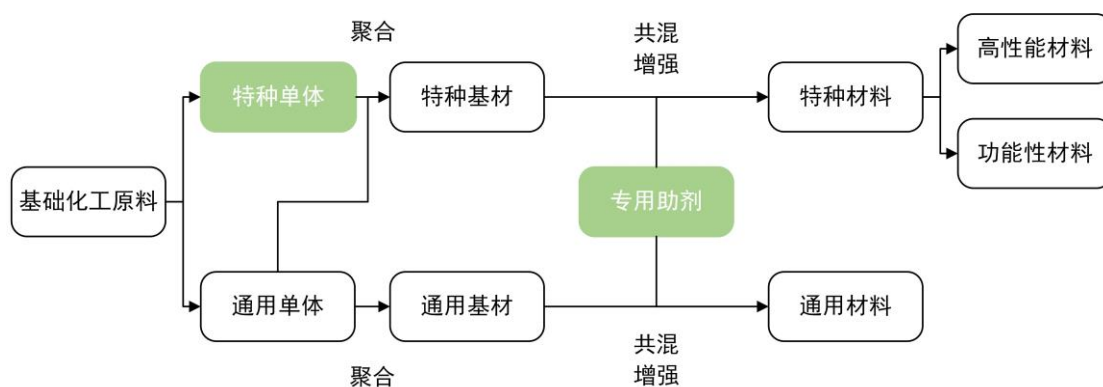 聚合
共混
增强
高性能材料
特种单体
特种基材
特种材料
功能性材料
基础化工原料
专用助剂
通用单体
通用基材
通用材料
共混
增强
聚合